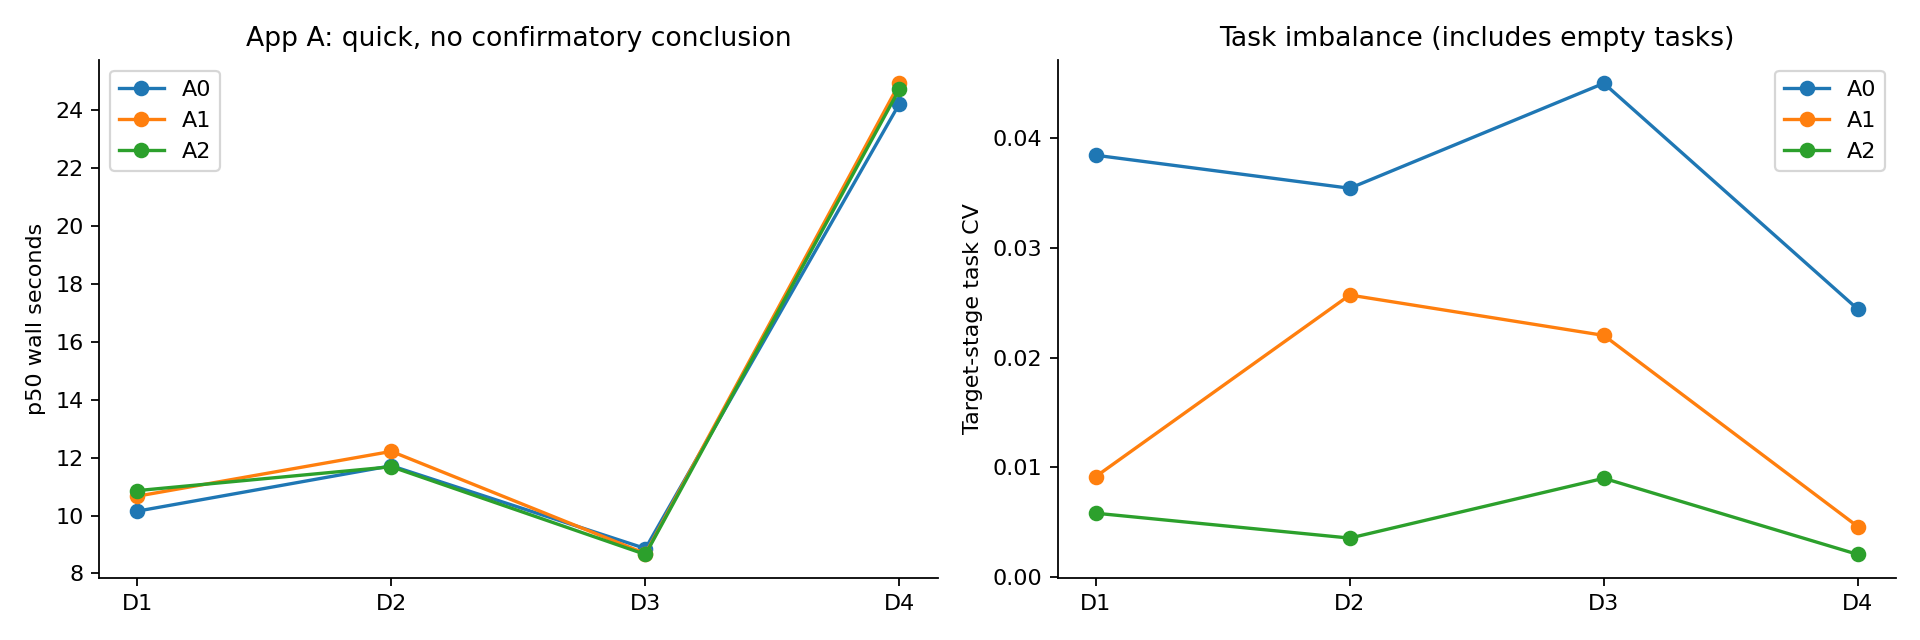 App A: quick, no confirmatory conclusion
A0
A1
A2
p50 wall seconds
24
22
20
18
16
14
12
10
8
D1
D2
D3
D4
Task imbalance (includes empty tasks)
A0
A1
A2
Target-stage task CV
0.04
0.03
0.02
0.01
0.00
D1
D2
D3
D4